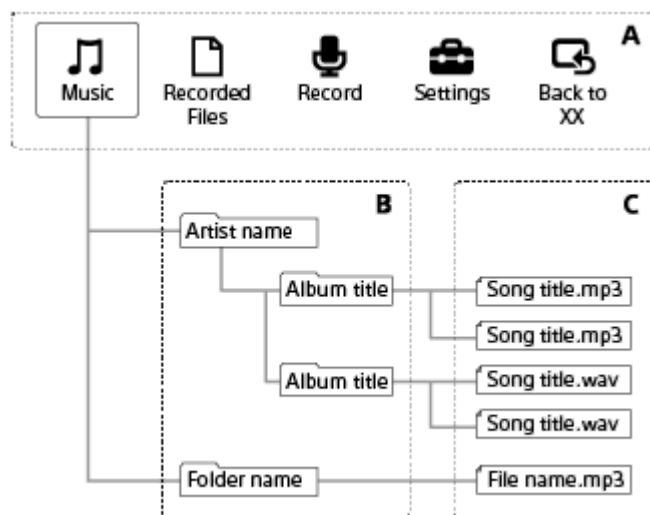 A
Music
Recorded
Files
Record
Settings
Back to
XX
B
C
Artist name
Album title
Song title.mp3
Song title.mp3
Album title
Song title.wav
Song title.wav
Folder name
File name.mp3